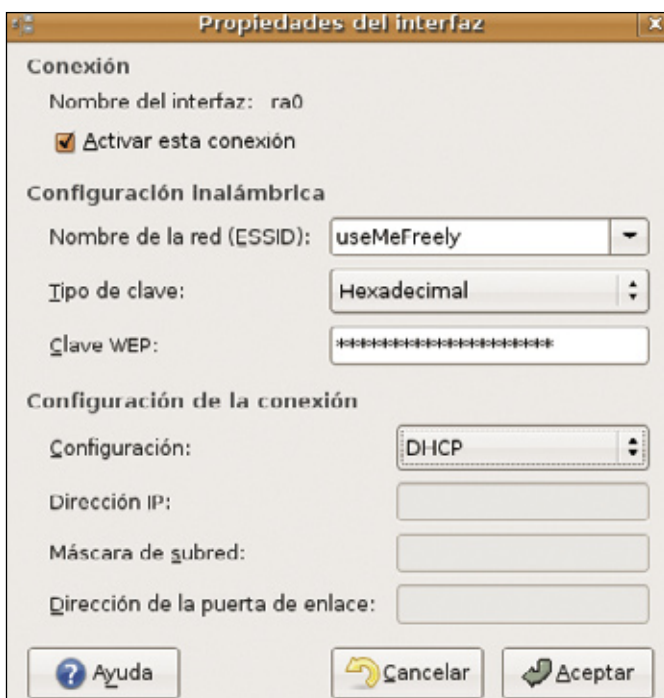 Propiedades del interfaz
Conexión
Nombre del interfaz: ra0
Activar esta conexión
Configuración inalámbrica
Nombre de la red (ESSID): useMeFreely
Tipo de clave: Hexadecimal
Clave WEP: *********************
Configuración de la conexión
Configuración: DHCP
Dirección IP:
Máscara de subred:
Dirección de la puerta de enlace:
Ayuda Cancelar Aceptar